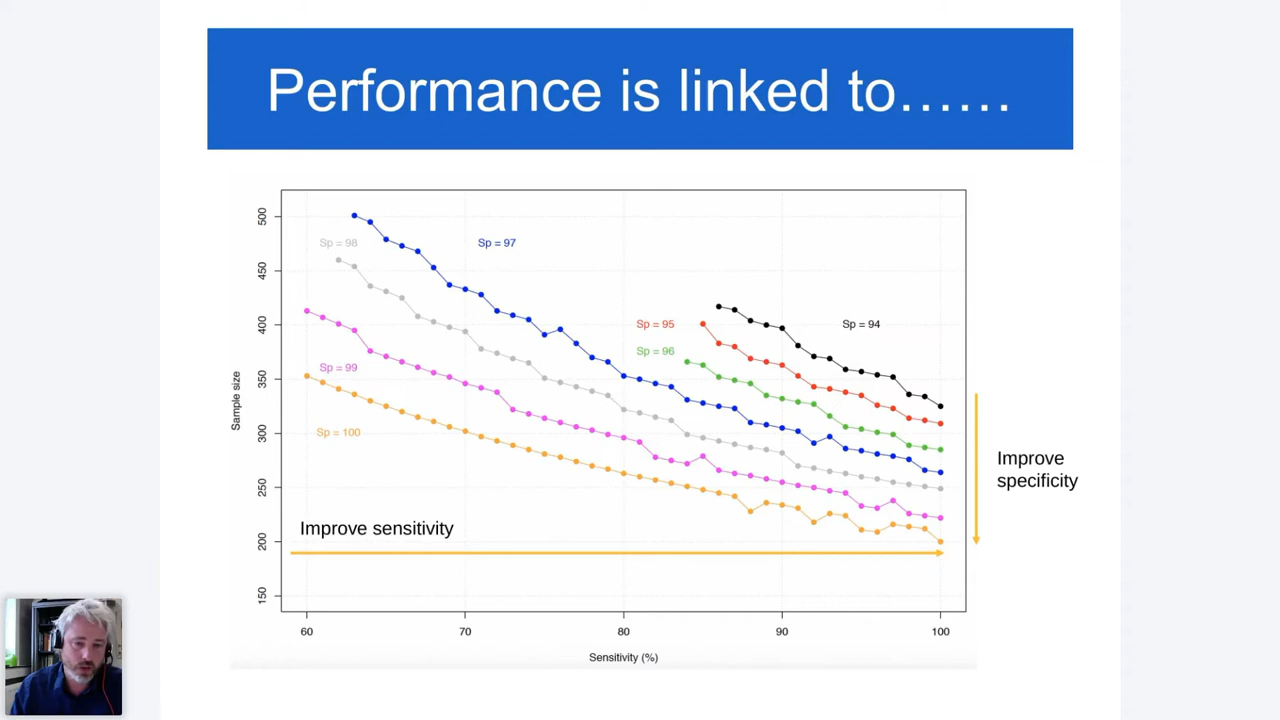 Performance is linked to……
500
450
400
350
300
250
200
150
Sample size
Sp = 98
Sp = 97
Sp = 95
Sp = 94
Sp = 96
Sp = 99
Sp = 100
Improve
specificity
Improve sensitivity
60 70 80 90 100
Sensitivity (%)